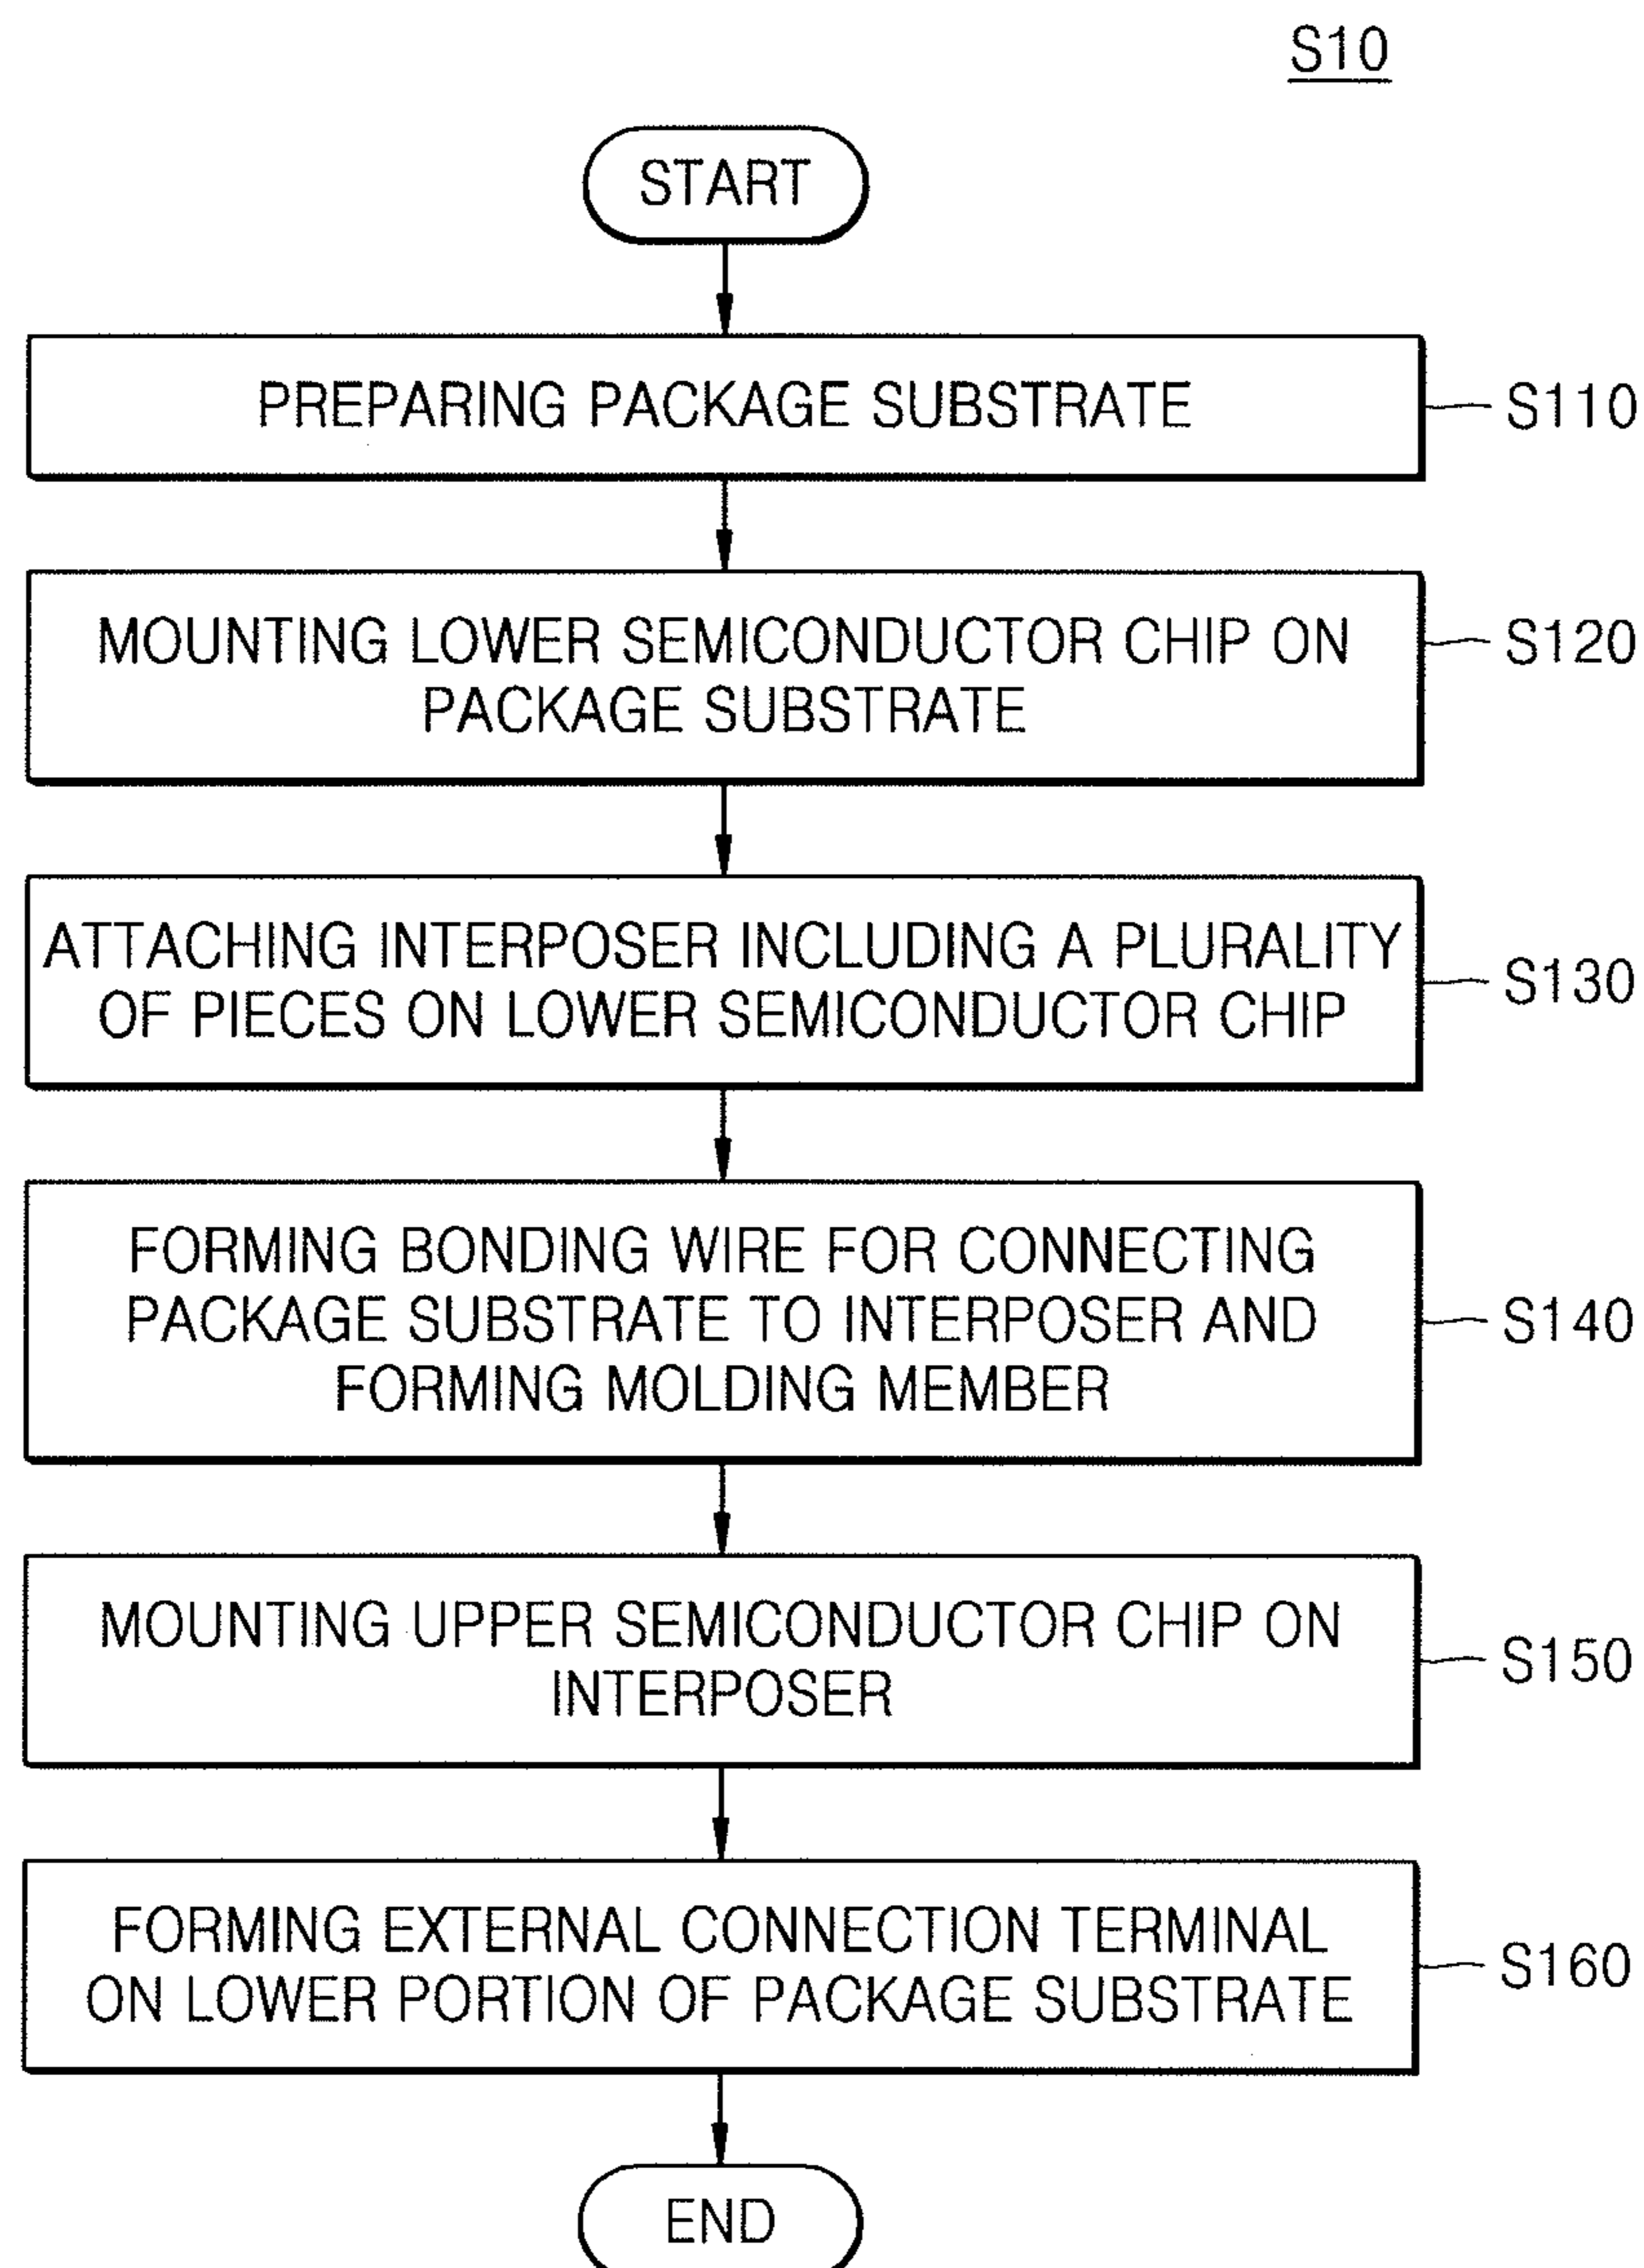 S10
START
PREPARING PACKAGE SUBSTRATE
S110
MOUNTING LOWER SEMICONDUCTOR CHIP ON
PACKAGE SUBSTRATE
S120
ATTACHING INTERPOSER INCLUDING A PLURALITY
OF PIECES ON LOWER SEMICONDUCTOR CHIP
S130
FORMING BONDING WIRE FOR CONNECTING
PACKAGE SUBSTRATE TO INTERPOSER AND
FORMING MOLDING MEMBER
S140
MOUNTING UPPER SEMICONDUCTOR CHIP ON
INTERPOSER
S150
FORMING EXTERNAL CONNECTION TERMINAL
ON LOWER PORTION OF PACKAGE SUBSTRATE
S160
END